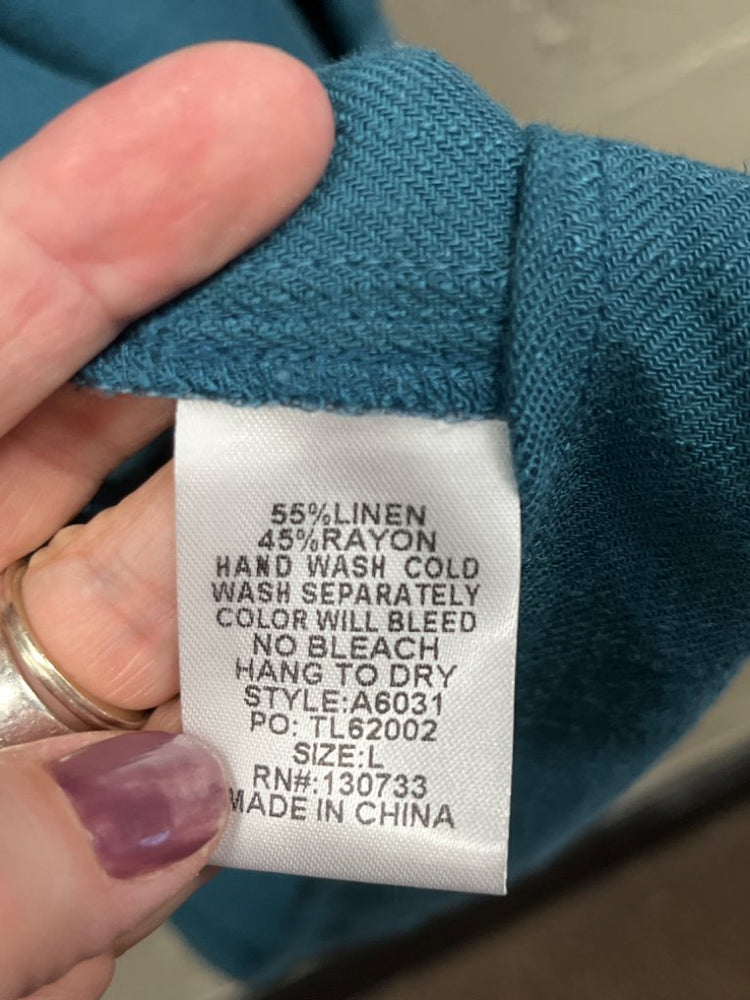 55%LINEN
45%RAYON
HAND WASH COLD
WASH SEPARATELY
COLOR WILL BLEED
NO BLEACH
HANG TO DRY
STYLE:A6031
PO: TL62002
SIZE:L
RN#:130733
MADE IN CHINA